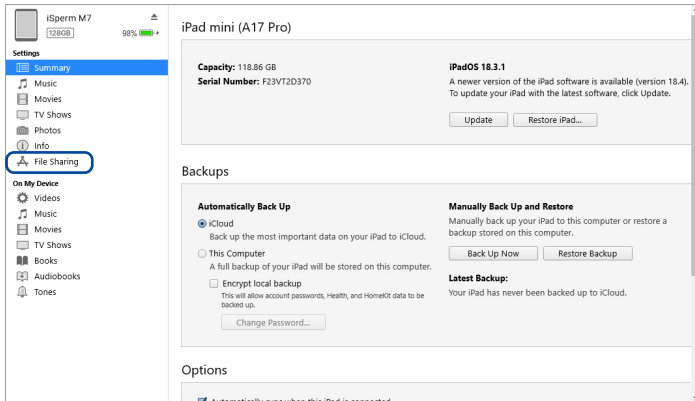 iSperm M7
128GB 98%
Settings
Summary
Music
Movies
TV Shows
Photos
Info
File Sharing
On My Device
Videos
Music
Movies
TV Shows
Books
Audiobooks
Tones
iPad mini (A17 Pro)
Capacity: 118.86 GB
Serial Number: F23VT2D370
iPadOS 18.3.1
A newer version of the iPad software is available (version 18.4).
To update your iPad with the latest software, click Update.
Update Restore iPad...
Backups
Automatically Back Up
iCloud
Back up the most important data on your iPad to iCloud.
This Computer
A full backup of your iPad will be stored on this computer.
Encrypt local backup
This will allow account passwords, Health, and HomeKit data to be
backed up.
Change Password...
Manually Back Up and Restore
Manually back up your iPad to this computer or restore a
backup stored on this computer.
Back Up Now Restore Backup
Latest Backup:
Your iPad has never been backed up to iCloud.
Options
Automatically sync when this iPad is connected